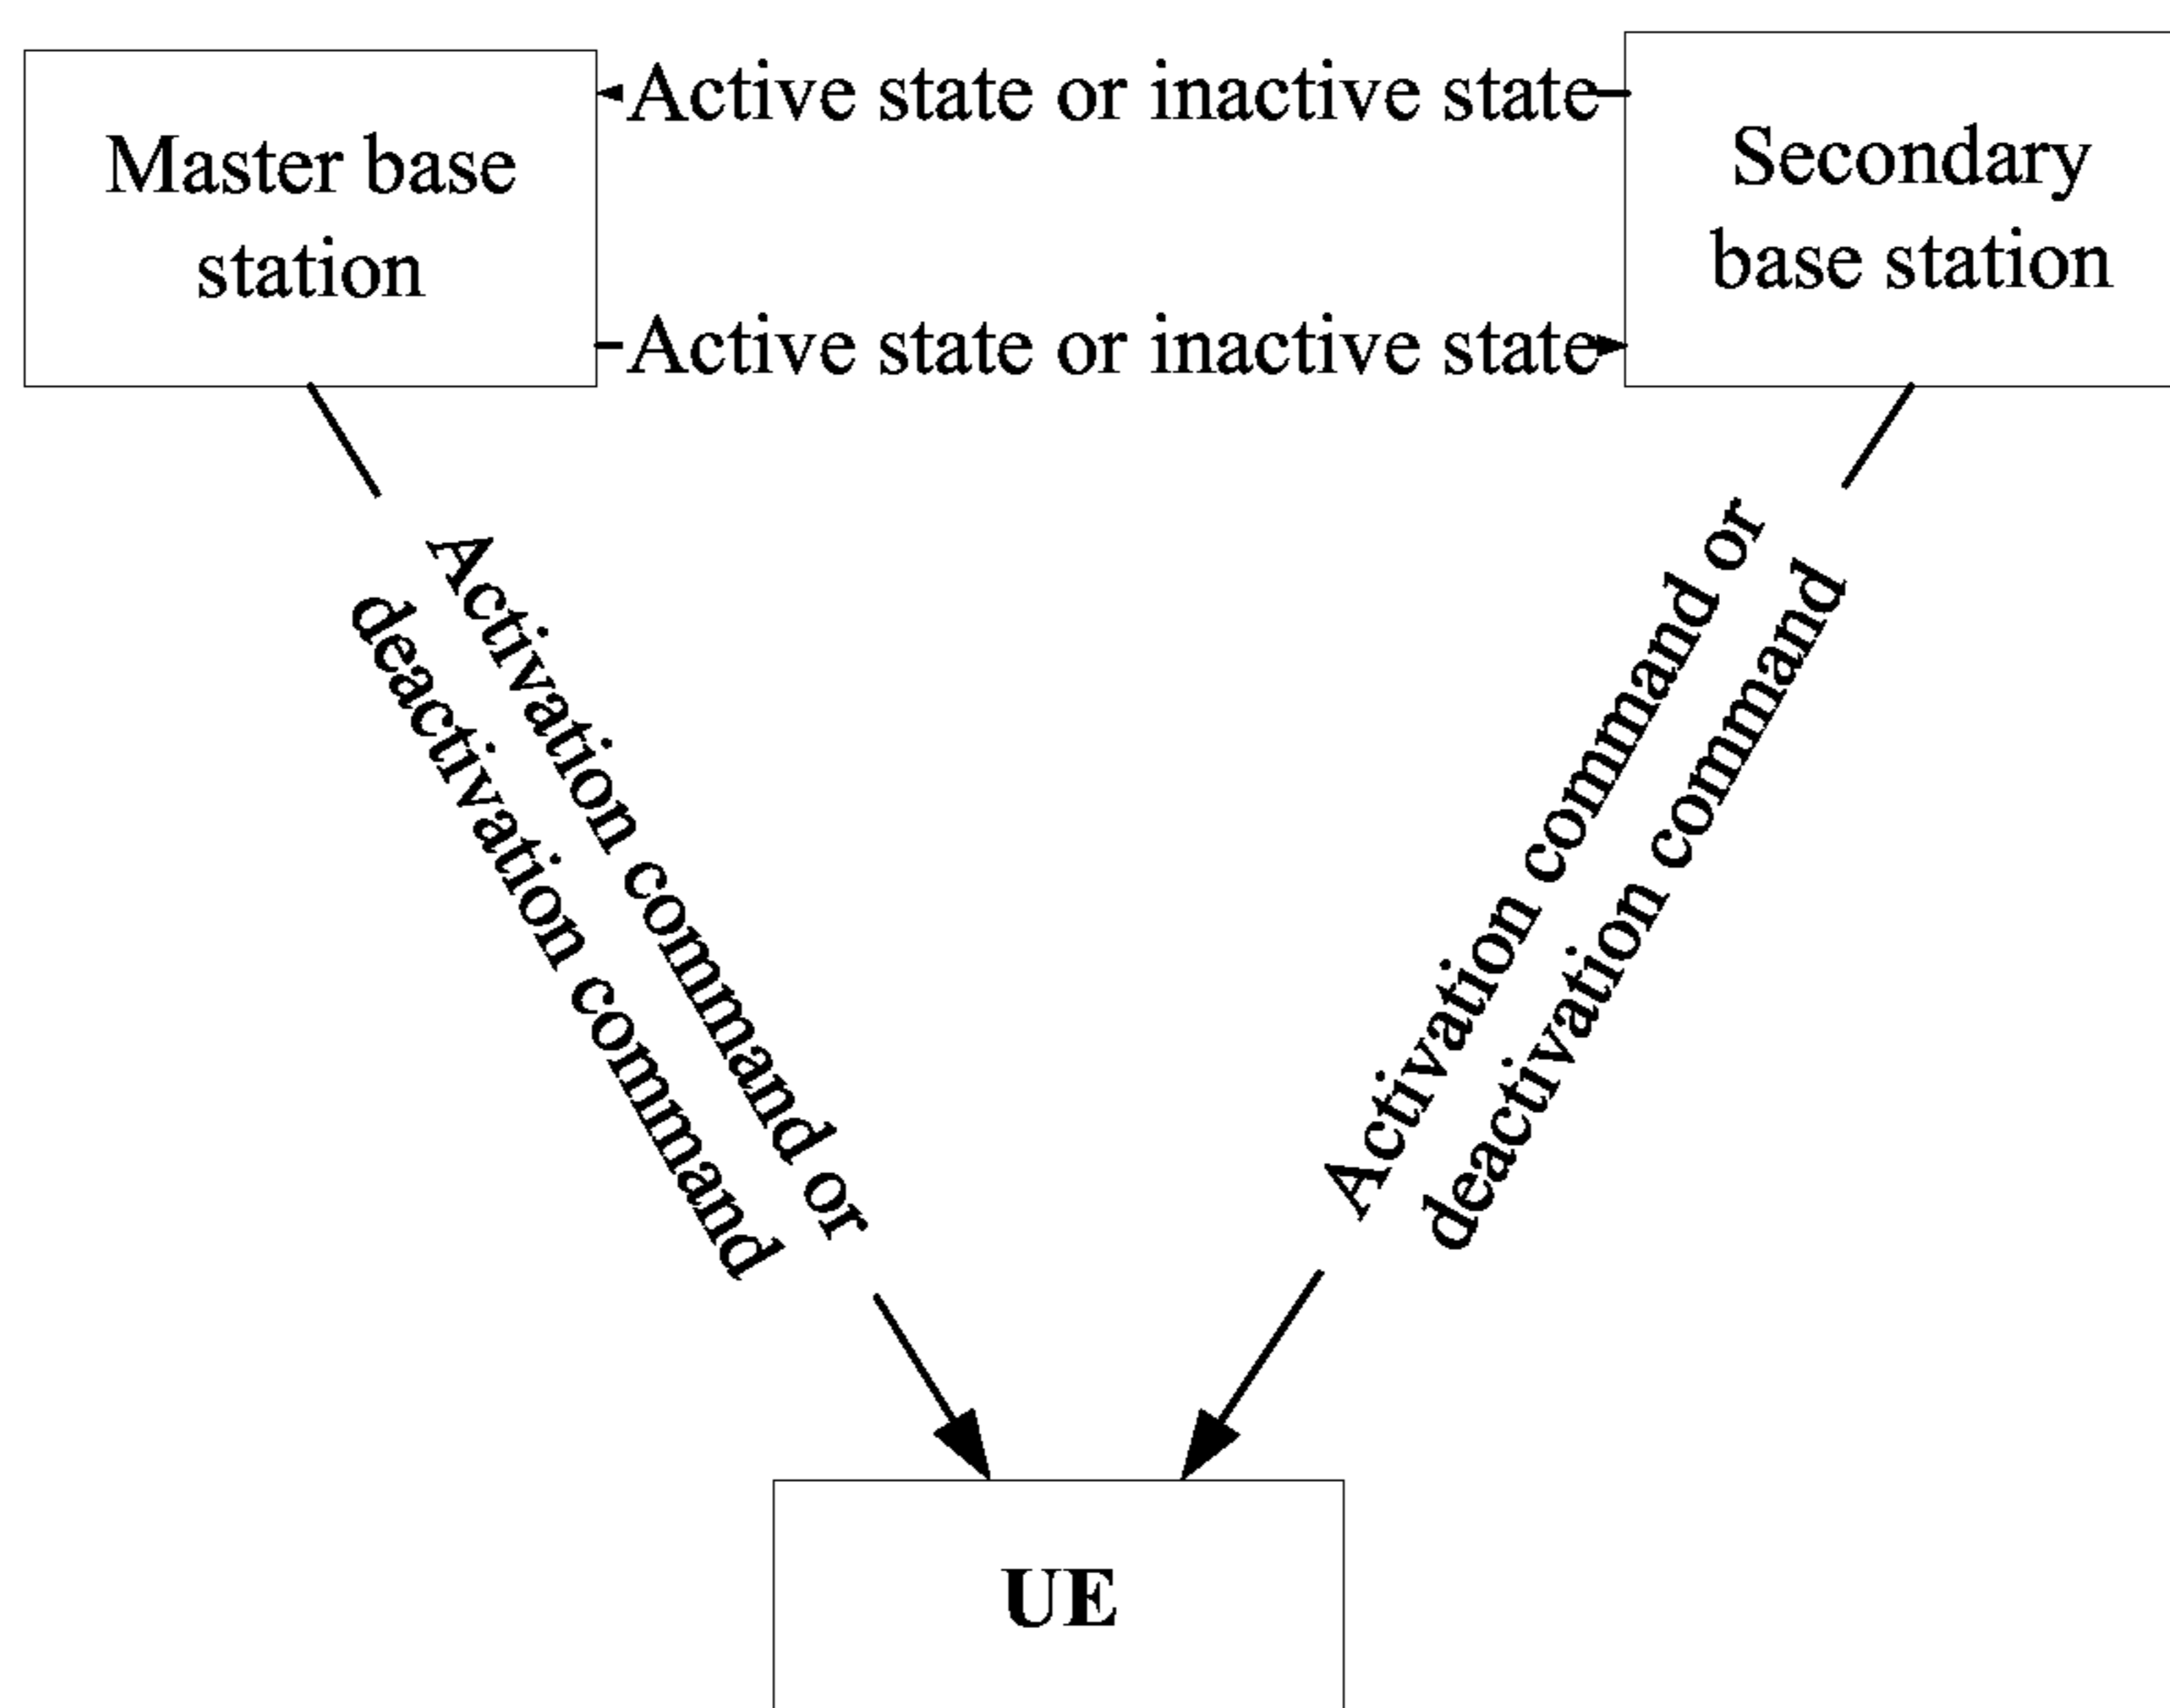 Active state or inactive state
Master base
station
Secondary
base station
Active state or inactive state
Activation command or
deactivation command
Activation command or
deactivation command
UE